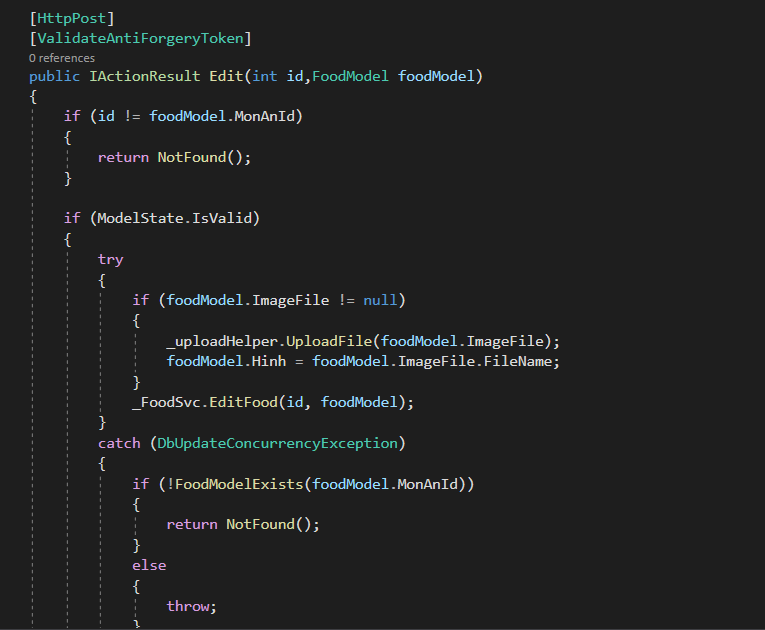 [HttpPost]
[ValidateAntiForgeryToken]
0 references
public IActionResult Edit(int id,FoodModel foodModel)
{
if (id != foodModel.MonAnId)
{
return NotFound();
}
if (ModelState.IsValid)
{
try
{
if (foodModel.ImageFile != null)
{
_uploadHelper.UploadFile(foodModel.ImageFile);
foodModel.Hinh = foodModel.ImageFile.FileName;
}
_FoodSvc.EditFood(id, foodModel);
}
catch (DbUpdateConcurrencyException)
{
if (!FoodModelExists(foodModel.MonAnId))
{
return NotFound();
}
else
{
throw;
}